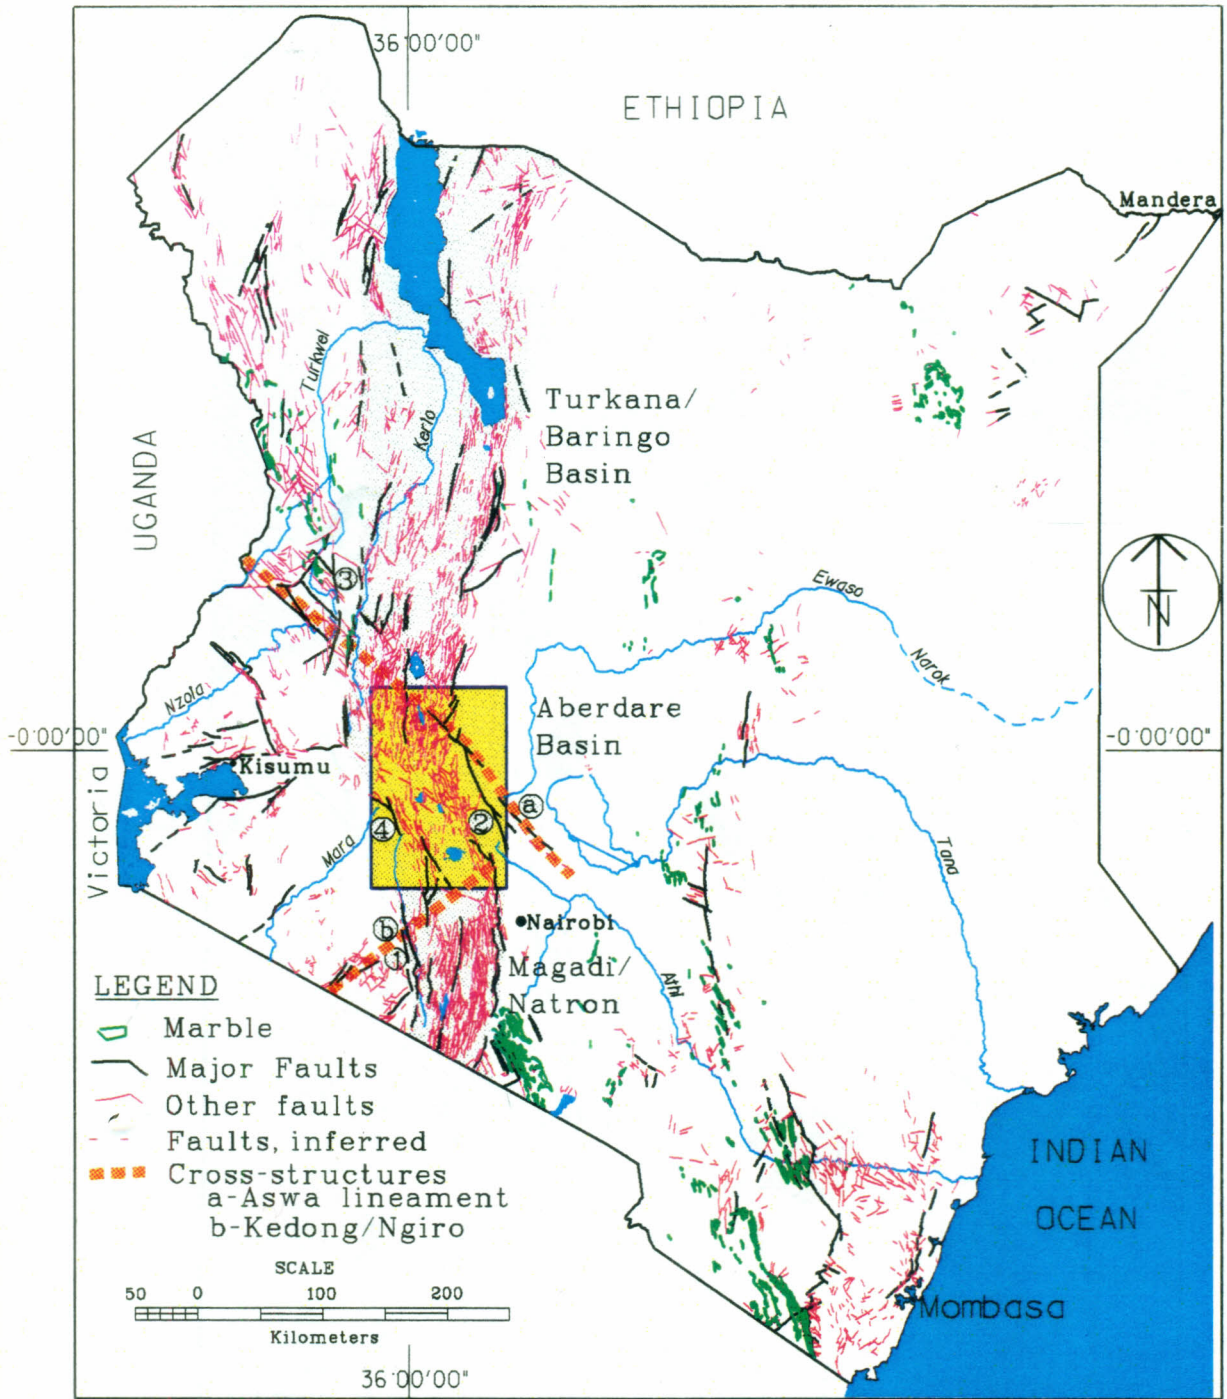 36°00'00"
ETHIOPIA
Mandera
Turkwel
Kerio
Turkana/
Baringo
Basin
UGANDA
3
Ewaso
N
Narok
Nzola
Aberdare
Basin
-0°00'00"
-0°00'00"
Kisumu
a
2
4
Victoria
Mara
Tana
b
Nairobi
1
Magadi/
Natron
Athi
LEGEND
Marble
Major Faults
Other faults
Faults, inferred
Cross-structures
a-Aswa lineament
b-Kedong/Ngiro
INDIAN
OCEAN
SCALE
50 0 100 200
Kilometers
Mombasa
36°00'00"